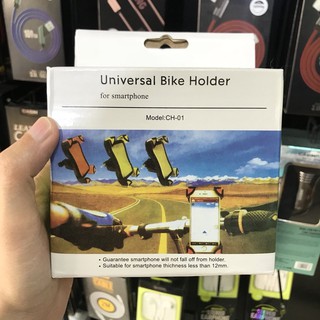 Universal Bike Holder
for smartphone
Model:CH-01
• Guarantee smartphone will not fall off from holder.
• Suitable for smartphone thichness less than 12mm.